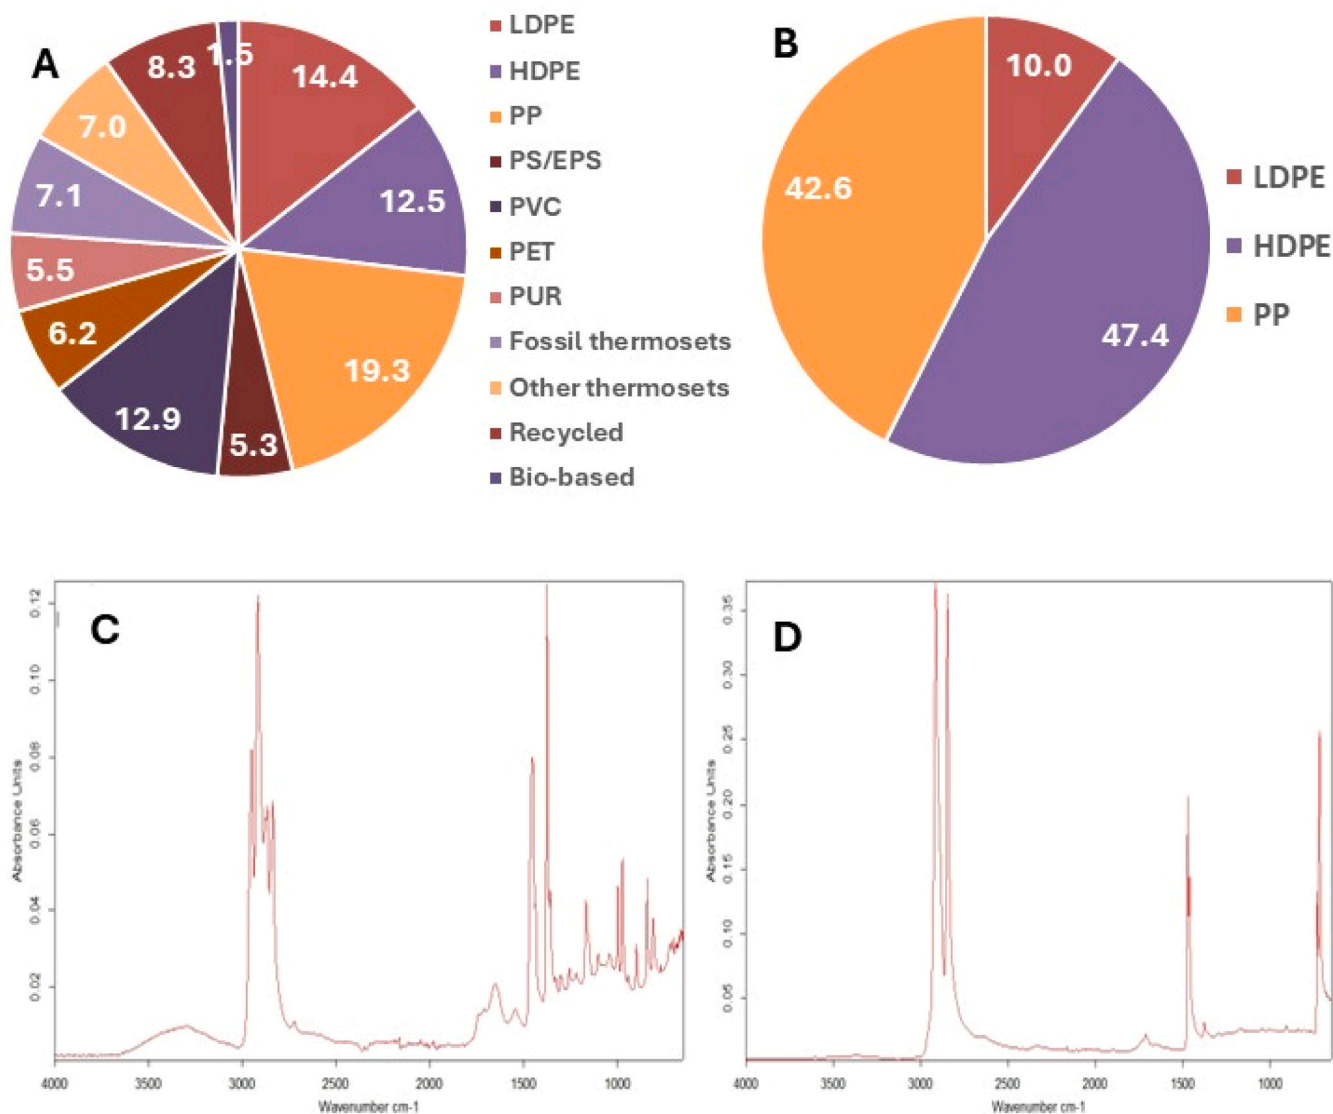 A
14.4
12.5
19.3
5.3
12.9
6.2
5.5
7.1
7.0
8.3
1.5
LDPE
HDPE
PP
PS/EPS
PVC
PET
PUR
Fossil thermosets
Other thermosets
Recycled
Bio-based
B
10.0
47.4
42.6
LDPE
HDPE
PP
C
Absorbance Units
0.12
0.10
0.08
0.06
0.04
0.02
4000 3500 3000 2500 2000 1500 1000
Wavenumber cm-1
D
Absorbance Units
0.35
0.30
0.25
0.20
0.15
0.10
0.05
4000 3500 3000 2500 2000 1500 1000
Wavenumber cm-1